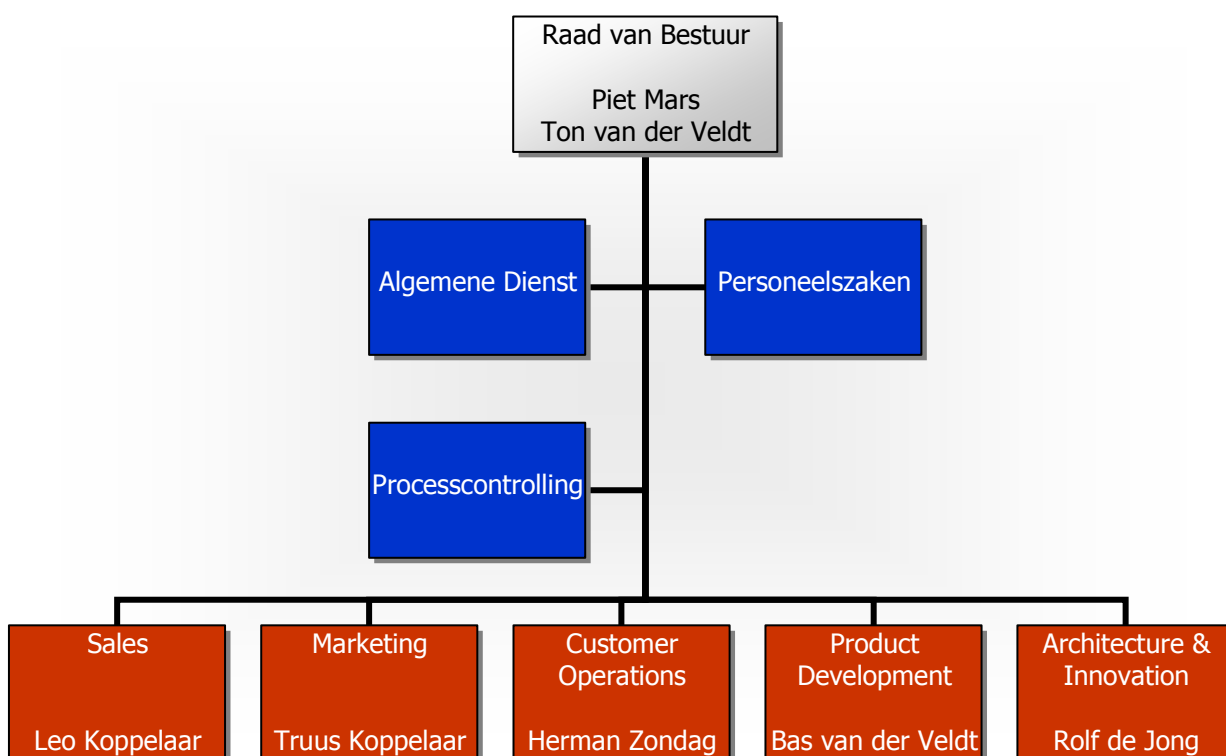 Raad van Bestuur
Piet Mars
Ton van der Veldt
Algemene Dienst
Personeelszaken
Processcontrolling
Sales
Leo Koppelaar
Marketing
Truus Koppelaar
Customer
Operations
Herman Zondag
Product
Development
Bas van der Veldt
Architecture &
Innovation
Rolf de Jong